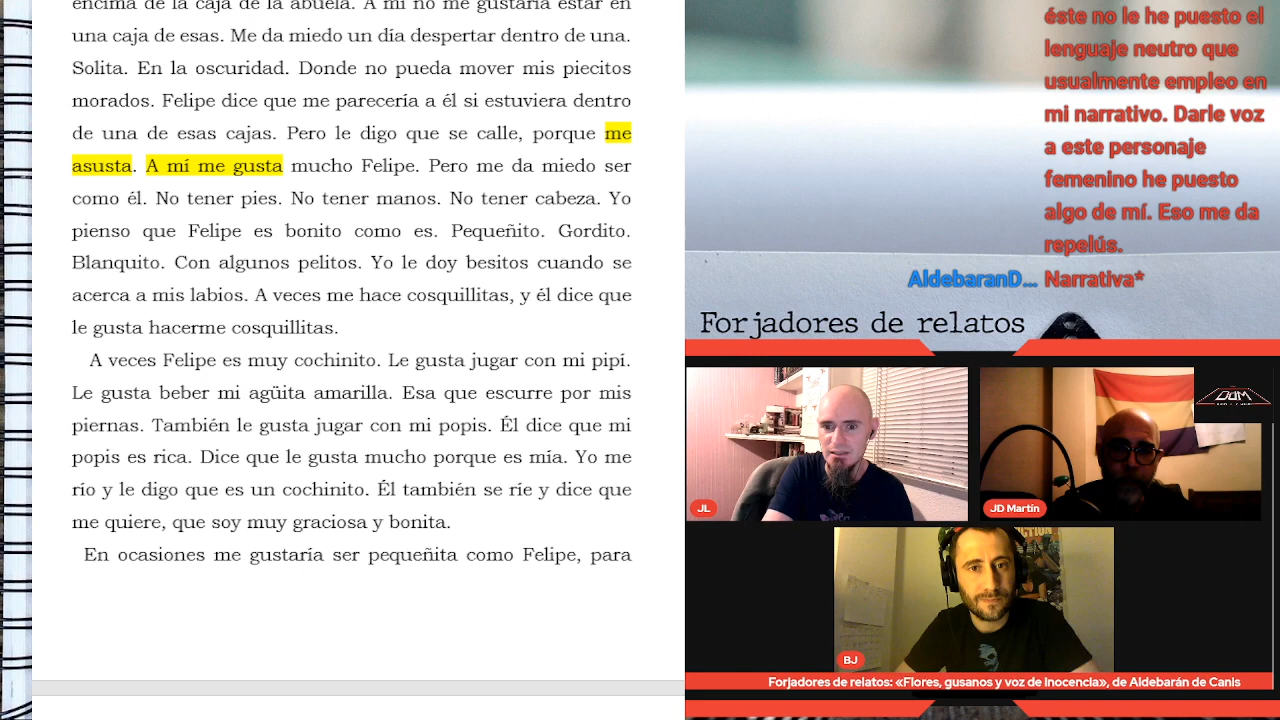 encima de la caja de la abuela. A mí no me gustaría estar en
una caja de esas. Me da miedo un día despertar dentro de una.
Solita. En la oscuridad. Donde no pueda mover mis piecitos
morados. Felipe dice que me parecería a él si estuviera dentro
de una de esas cajas. Pero le digo que se calle, porque me
asusta. A mí me gusta mucho Felipe. Pero me da miedo ser
como él. No tener pies. No tener manos. No tener cabeza. Yo
pienso que Felipe es bonito como es. Pequeñito. Gordito.
Blanquito. Con algunos pelitos. Yo le doy besitos cuando se
acerca a mis labios. A veces me hace cosquillitas, y él dice que
le gusta hacerme cosquillitas.
A veces Felipe es muy cochinito. Le gusta jugar con mi pipí.
Le gusta beber mi agüita amarilla. Esa que escurre por mis
piernas. También le gusta jugar con mi popis. Él dice que mi
popis es rica. Dice que le gusta mucho porque es mía. Yo me
río y le digo que es un cochinito. Él también se ríe y dice que
me quiere, que soy muy graciosa y bonita.
En ocasiones me gustaría ser pequeñita como Felipe, para
éste no le he puesto el
lenguaje neutro que
usualmente empleo en
mi narrativo. Darle voz
a este personaje
femenino he puesto
algo de mí. Eso me da
repelús.
AldebaranD... Narrativa*
Forjadores de relatos
JL
JD Martín
BJ
Forjadores de relatos: «Flores, gusanos y voz de inocencia», de Aldebarán de Canis